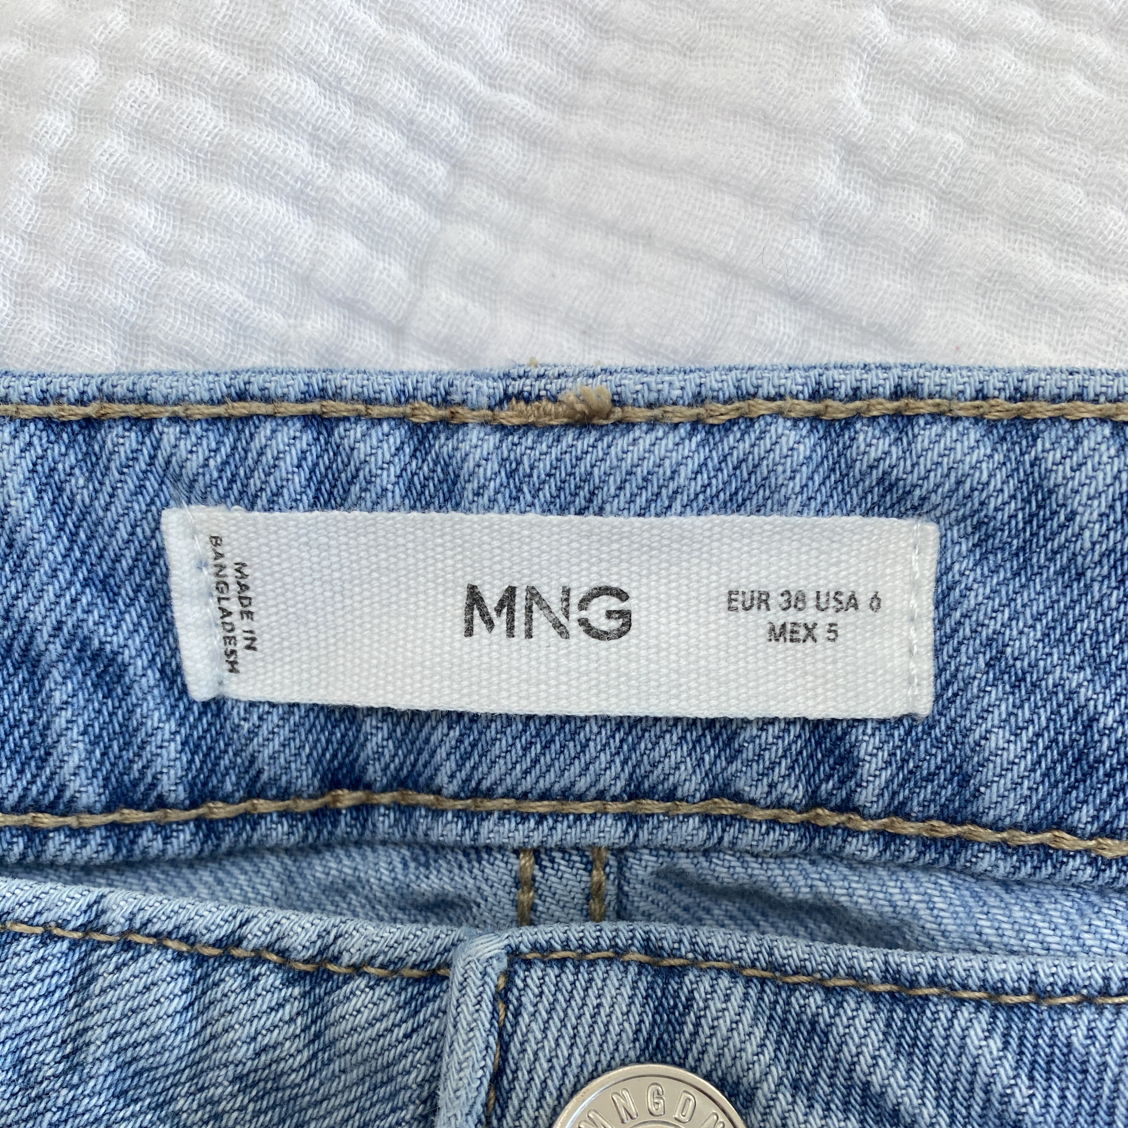 MADE IN
BANGLADESH
MNG
EUR 38 USA 6
MEX 5